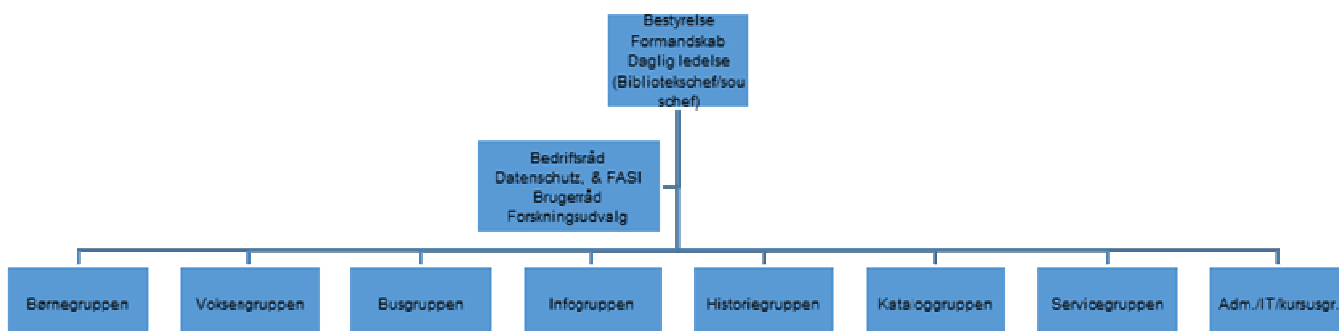 Bestyrelse
Formandskab
Daglig ledelse
(Bibliotekschef/sou
schef)
Bedriftsråd
Datenschutz, & FASI
Brugerråd
Forskningsudvalg
Børnegruppen
Voksengruppen
Busgruppen
Infogruppen
Historiegruppen
Kataloggruppen
Servicegruppen
Adm./IT/kursusgr.